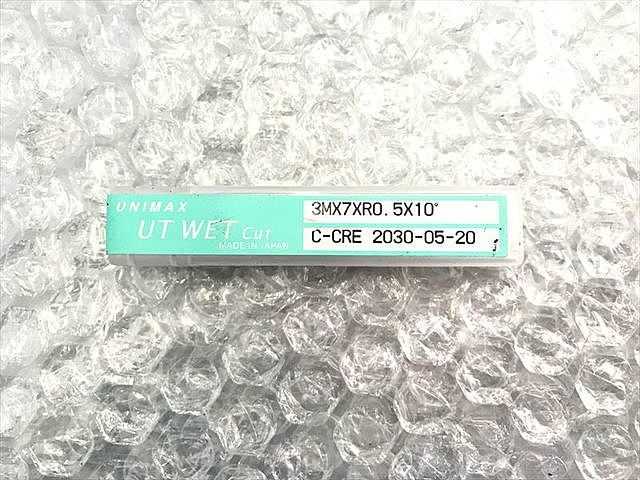 UNIMAX
UT WET Cut
MADE IN JAPAN
3MX7XR0.5X10°
C-CRE 2030-05-20